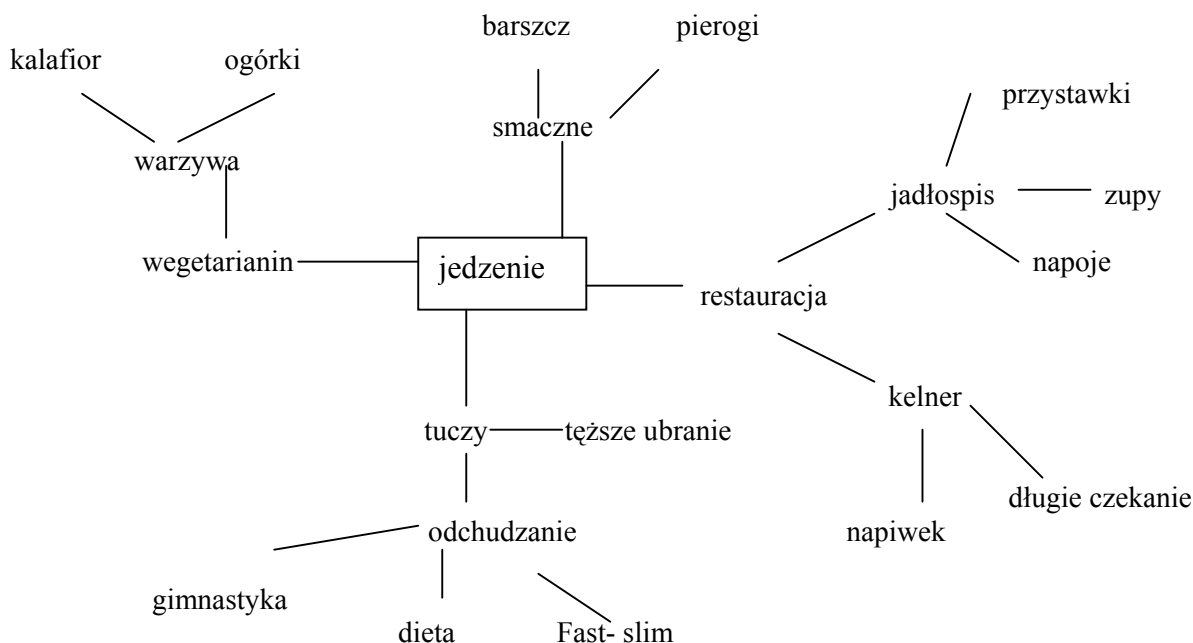 barszcz
pierogi
kalafior
ogórki
przystawki
smaczne
warzywa
jadłospis
zupy
wegetarianin
jedzenie
napoje
restauracja
kelner
tuczy
tęższe ubranie
długie czekanie
odchudzanie
napiwek
gimnastyka
dieta
Fast- slim